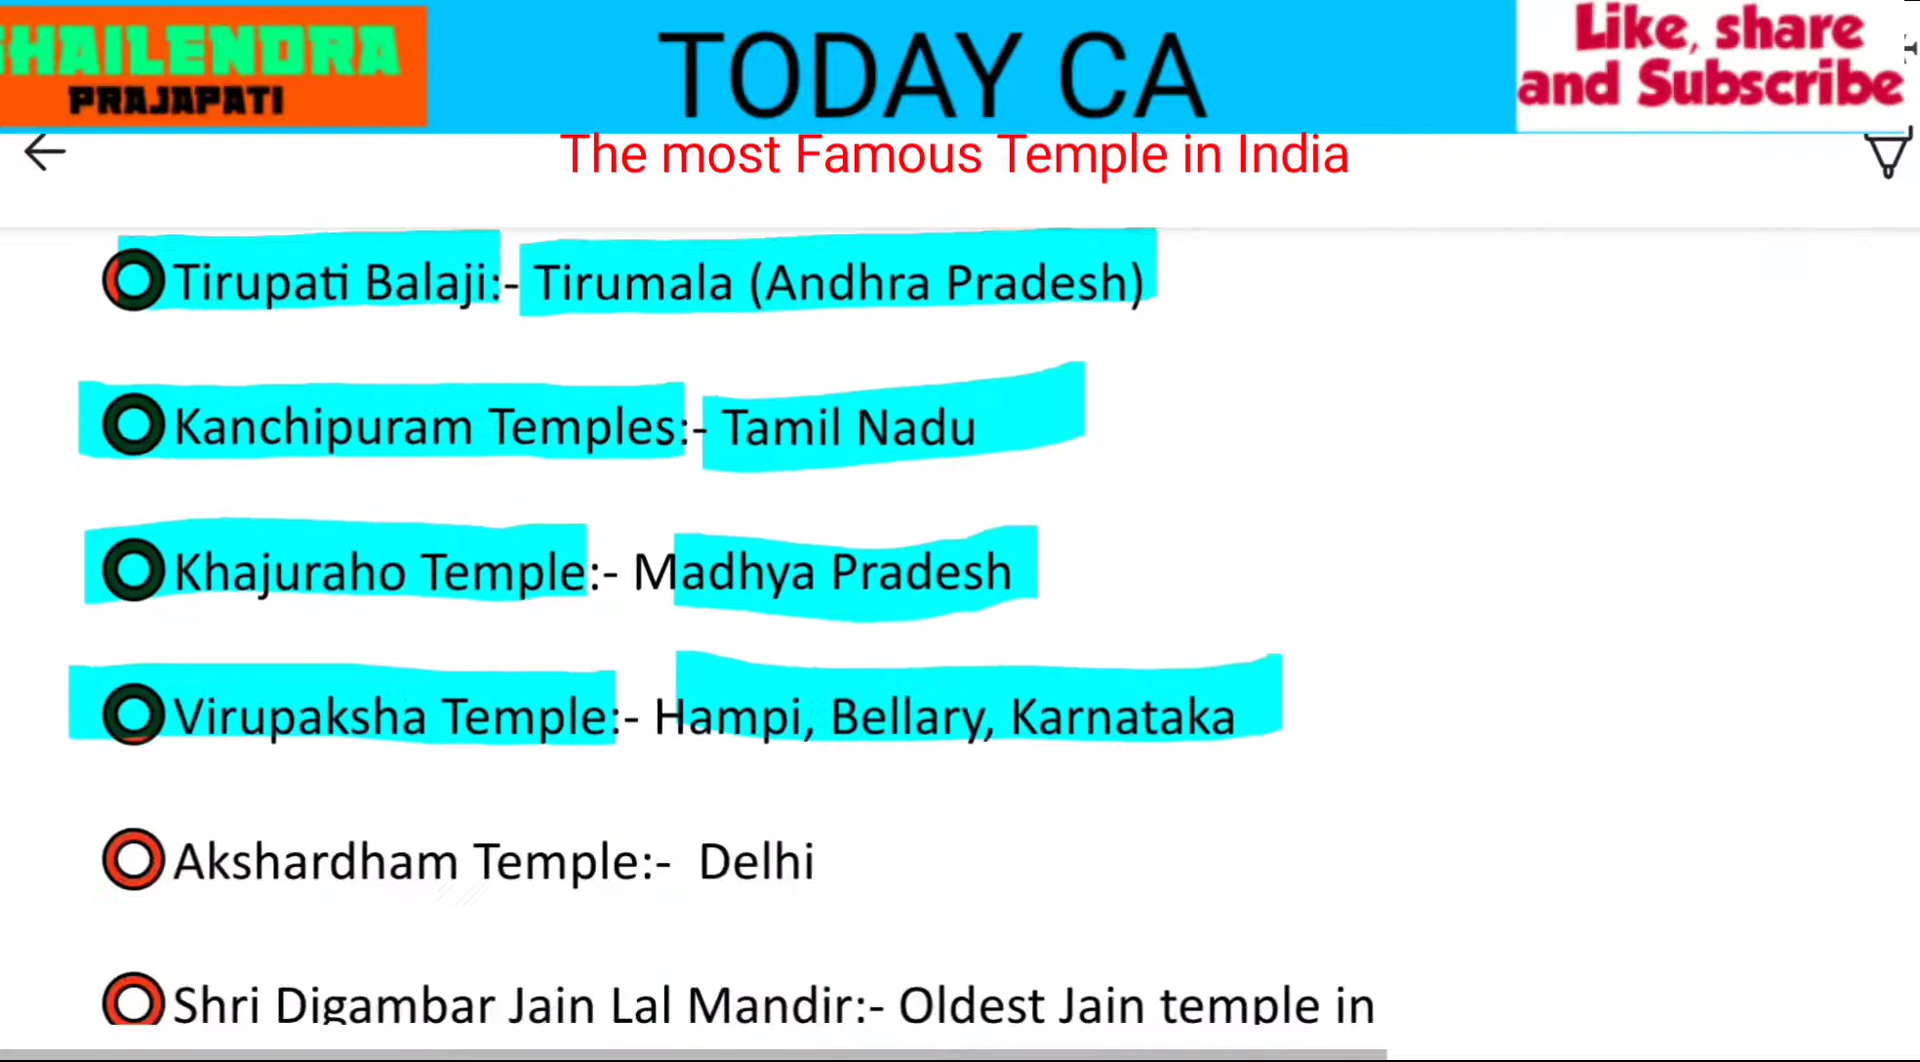 HAILENDRA
PRAJAPATI
TODAY CA
Like, share
and Subscribe
The most Famous Temple in India
Tirupati Balaji:- Tirumala (Andhra Pradesh)
Kanchipuram Temples:- Tamil Nadu
Khajuraho Temple:- Madhya Pradesh
Virupaksha Temple:- Hampi, Bellary, Karnataka
Akshardham Temple:- Delhi
Shri Digambar Jain Lal Mandir:- Oldest Jain temple in